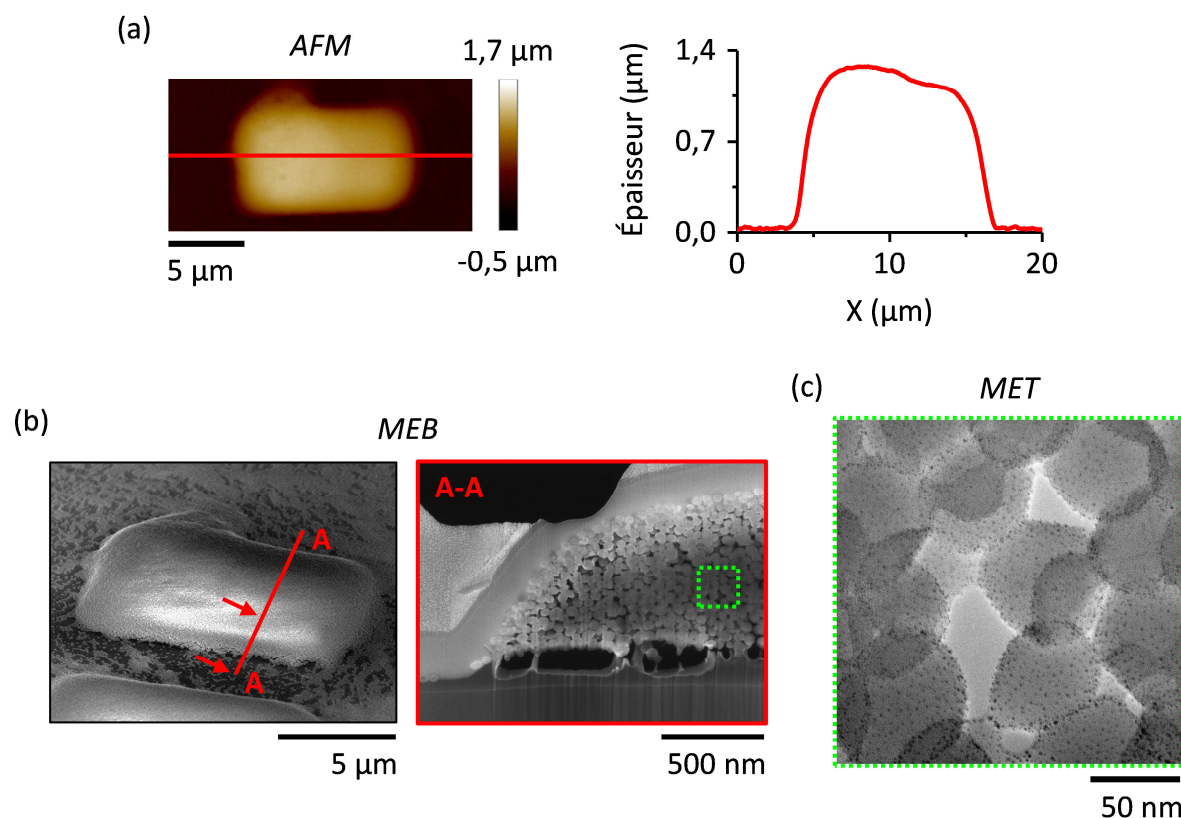 (a)
AFM
1,7 µm
-0,5 µm
5 µm
Épaisseur (µm)
1,4
0,7
0,0
0
10
20
X (µm)
(b)
MEB
A
A
5 µm
A-A
500 nm
(c)
MET
50 nm